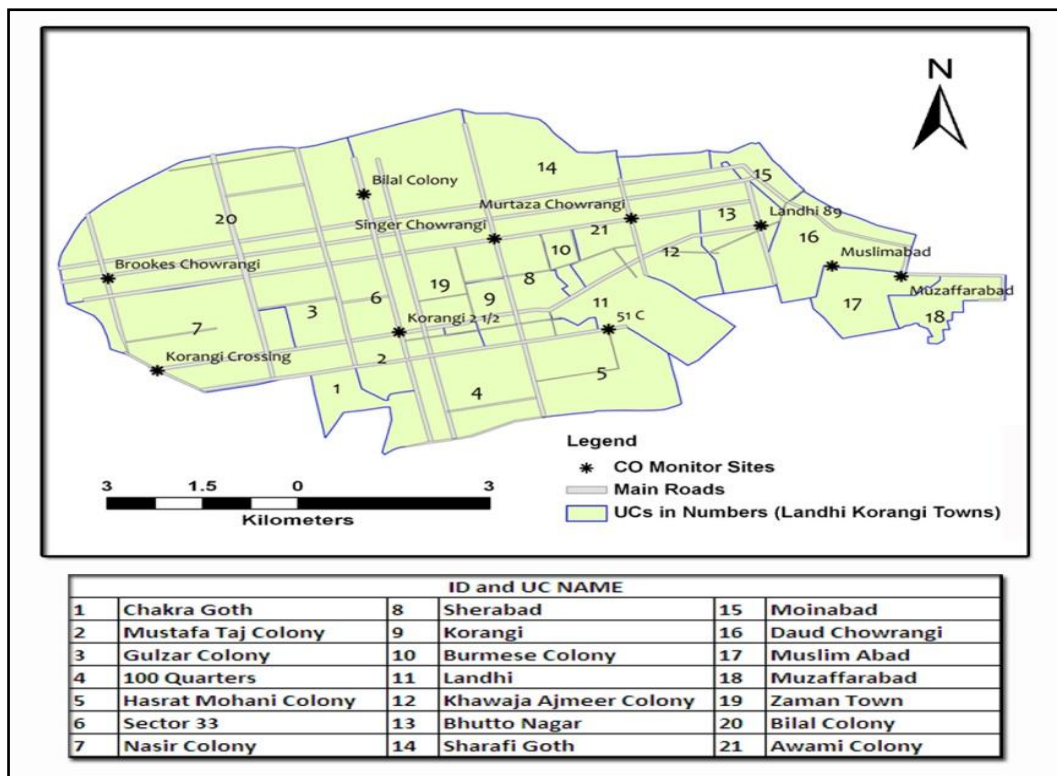 N
14
15
Bilal Colony
20
Murtaza Chowrangi
13
Landhi 89
Singer Chowrangi
21
16
10
12
Muslimabad
Brookes Chowrangi
8
19
9
Muzaffarabad
6
3
11
17
51 C
18
7
Korangi 2 1/2
Korangi Crossing
2
5
1
4
Legend
CO Monitor Sites
Main Roads
UCs in Numbers (Landhi Korangi Towns)
3 1.5 0 3
Kilometers
ID and UC NAME
1 Chakra Goth 8 Sherabad 15 Moinabad
2 Mustafa Taj Colony 9 Korangi 16 Daud Chowrangi
3 Gulzar Colony 10 Burmese Colony 17 Muslim Abad
4 100 Quarters 11 Landhi 18 Muzaffarabad
5 Hasrat Mohani Colony 12 Khawaja Ajmeer Colony 19 Zaman Town
6 Sector 33 13 Bhutto Nagar 20 Bilal Colony
7 Nasir Colony 14 Sharafi Goth 21 Awami Colony